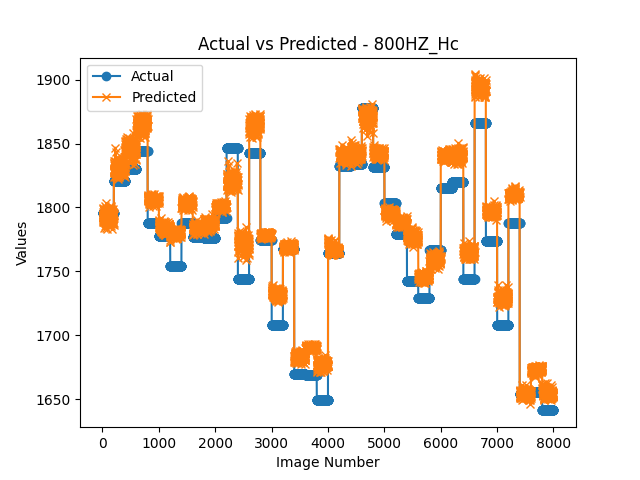 Actual vs Predicted - 800HZ_Hc
Actual
Predicted
Values
1900
1850
1800
1750
1700
1650
0 1000 2000 3000 4000 5000 6000 7000 8000
Image Number